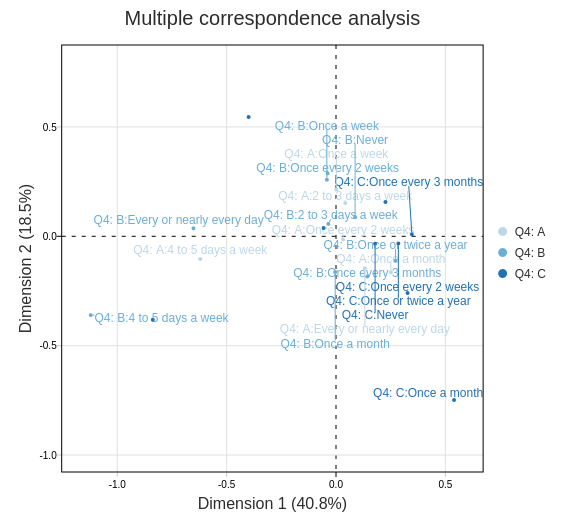 Multiple correspondence analysis
Q4: B:Once a week
Q4: B:Never
Q4: A:Once a week
Q4: B:Once every 2 weeks
Q4: C:Once every 3 months
Q4: A:2 to 3 days a week
Q4: B:2 to 3 days a week
Q4: B:Every or nearly every day
Q4: A:Once every 2 weeks
Q4: B:Once or twice a year
Q4: A:4 to 5 days a week
Q4: A:Once a month
Q4: B:Once every 3 months
Q4: C:Once every 2 weeks
Q4: C:Once or twice a year
Q4: C:Never
Q4: B:4 to 5 days a week
Q4: A:Every or nearly every day
Q4: B:Once a month
Q4: C:Once a month
0.5
0.0
-0.5
-1.0
-1.0
-0.5
0.0
0.5
Dimension 1 (40.8%)
Dimension 2 (18.5%)
Q4: A
Q4: B
Q4: C